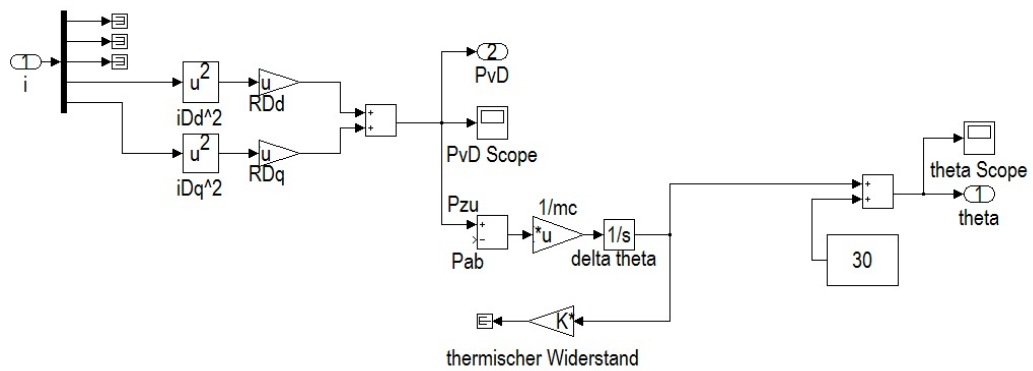 1
i
u²
iDd^2
u
RDd
u²
iDq^2
u
RDq
+
+
2
PvD
PvD Scope
Pzu
+
−
Pab
1/mc
*u
1/s
delta theta
K*
thermischer Widerstand
+
+
30
theta Scope
1
theta